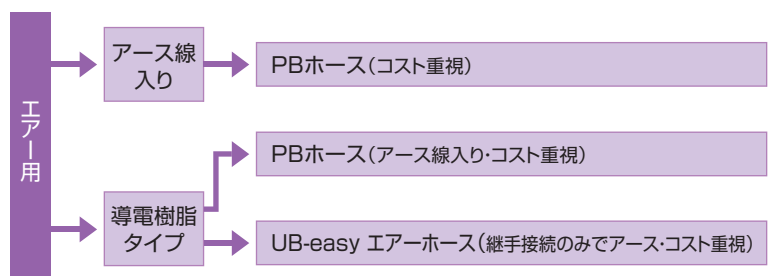 エアー用
アース線
入り
PBホース(コスト重視)
PBホース(アース線入り・コスト重視)
導電樹脂
タイプ
UB-easy エアーホース(継手接続のみでアース・コスト重視)